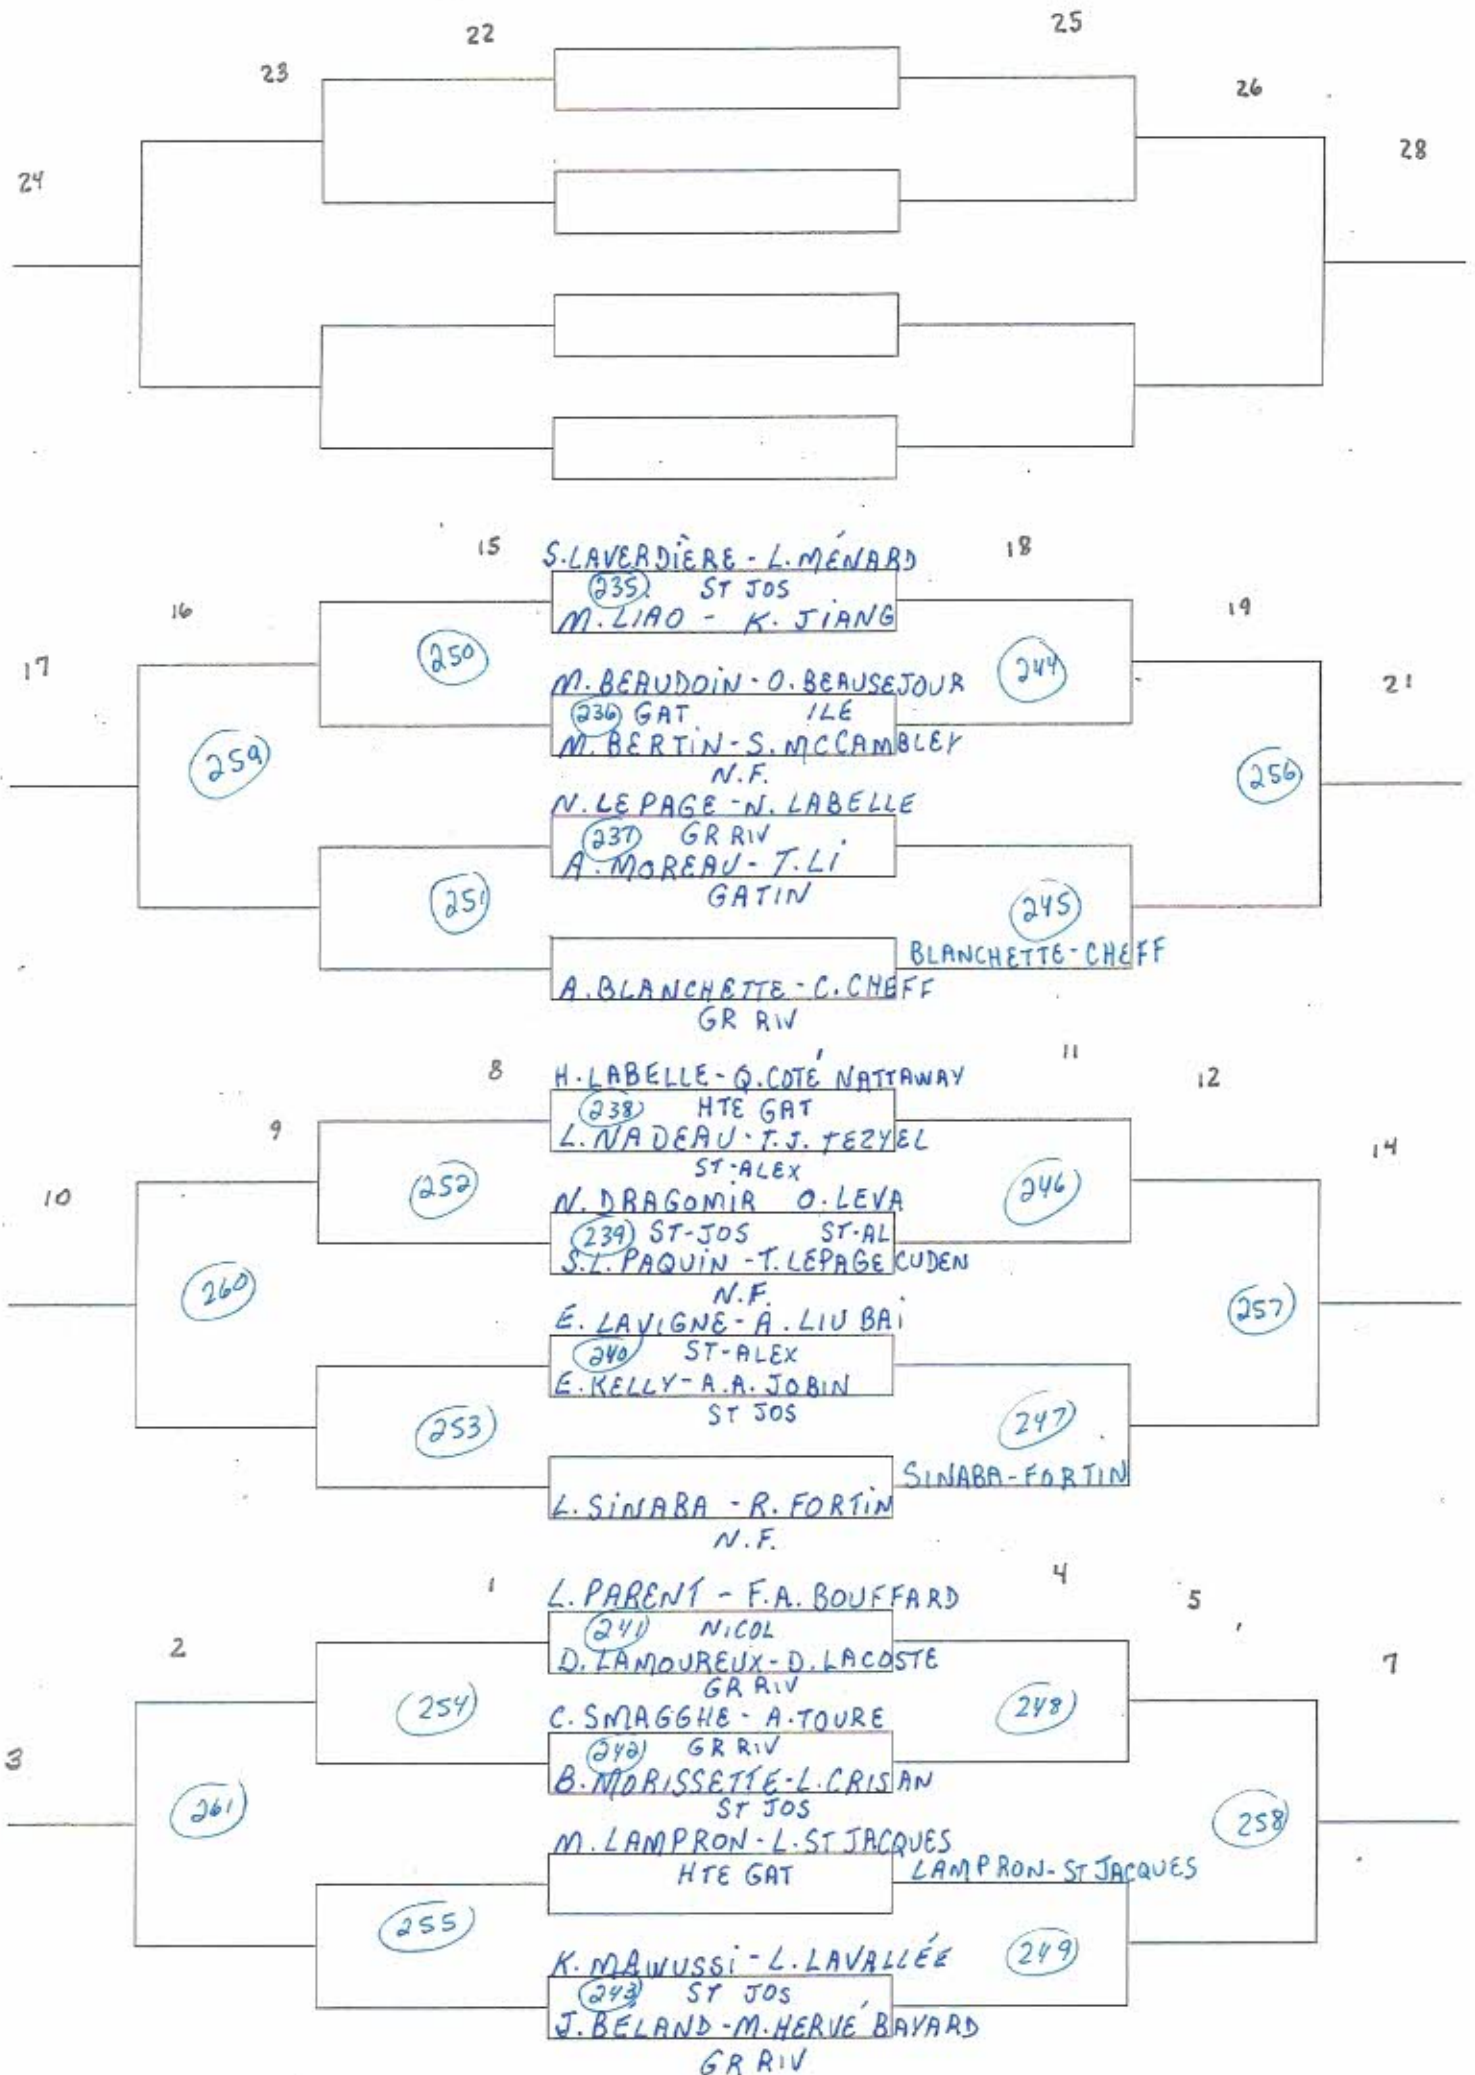 22
25
23
26
24
28
15
S.LAVERDIÈRE - L.MÉNARD
18
235 ST JOS
M.LIAO - K. JIANG
16
19
250
244
17
M.BEAUDOIN - O. BEAUSEJOUR
21
236 GAT ILE
M. BERTIN - S. MCCAMBLEY
N.F.
259
256
N. LEPAGE - N. LABELLE
237 GR RIV
A. MOREAU - T. LI
GATIN
251
245
BLANCHETTE - CHEFF
A. BLANCHETTE - C. CHEFF
GR RIV
8
H. LABELLE - Q. COTÉ NATTAWAY
11
12
238 HTE GAT
L. NADEAU - T.J. TEZYEL
ST-ALEX
9
14
252
246
10
N. DRAGOMIR O. LEVA
239 ST-JOS ST-AL
S.L. PAQUIN - T. LEPAGE CUDEN
N.F.
260
257
E. LAVIGNE - A. LIU BAI
240 ST-ALEX
E. KELLY - A.A. JOBIN
ST JOS
253
247
SINABA - FORTIN
L. SINABA - R. FORTIN
N.F.
1
L. PARENT - F.A. BOUFFARD
4
5
241 NICOL
D. LAMOUREUX - D. LACOSTE
GR RIV
2
7
254
248
C. SMAGGHE - A. TOURE
242 GR RIV
B. MORISSETTE - L. CRISAN
ST JOS
3
261
258
M. LAMPRON - L. ST JACQUES
HTE GAT
LAMPRON - ST JACQUES
255
249
K. MAWUSSI - L. LAVALLÉE
243 ST JOS
J. BÉLAND - M. HERVÉ BAYARD
GR RIV